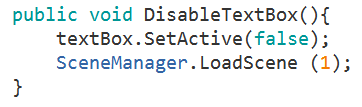 public void DisableTextBox(){
    textBox.SetActive(false);
    SceneManager.LoadScene (1);
}